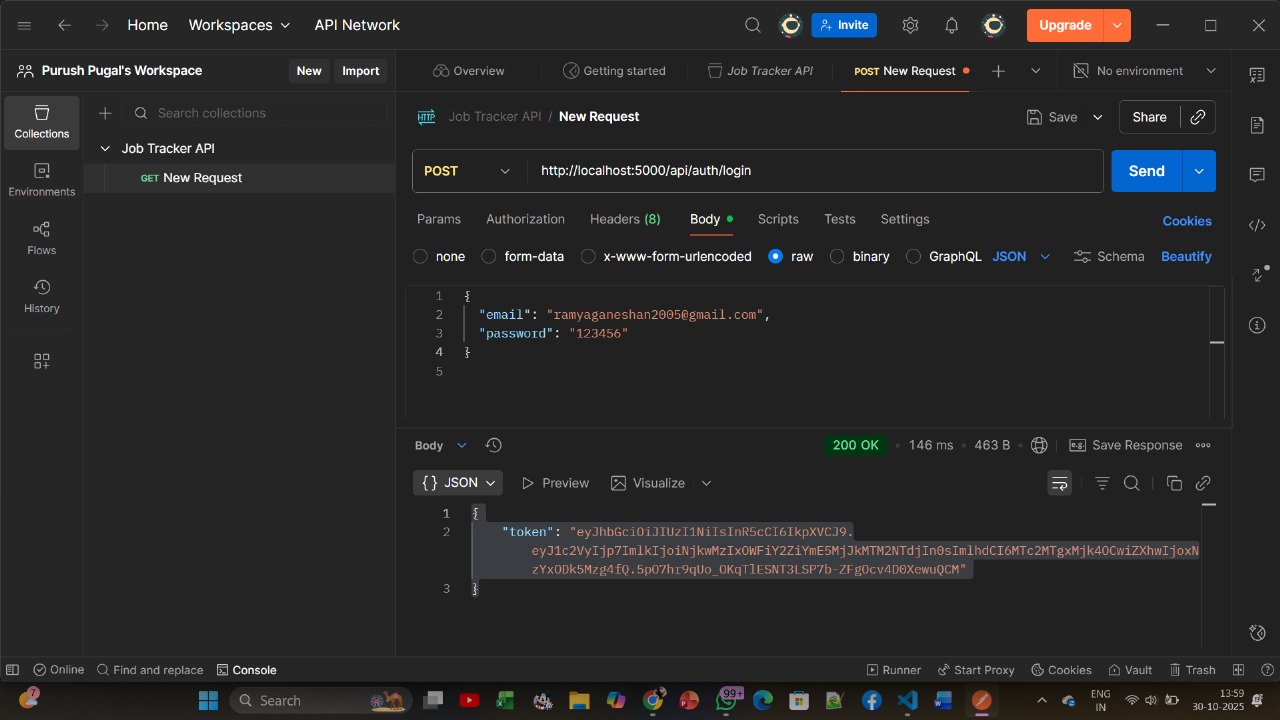 Home
Workspaces
API Network
Invite
Upgrade
Purush Pugal's Workspace
New
Import
Overview
Getting started
Job Tracker API
POST New Request
No environment
Collections
Search collections
Job Tracker API / New Request
Save
Share
Job Tracker API
GET New Request
POST
http://localhost:5000/api/auth/login
Send
Environments
Flows
History
Params
Authorization
Headers (8)
Body
Scripts
Tests
Settings
Cookies
none
form-data
x-www-form-urlencoded
raw
binary
GraphQL
JSON
Schema
Beautify
1 {
2 "email": "ramyaganeshan2005@gmail.com",
3 "password": "123456"
4 }
5
Body
200 OK
146 ms
463 B
e.g.
Save Response
{} JSON
Preview
Visualize
1 {
2 "token": "eyJhbGciOiJIUzI1NiIsInR5cCI6IkpXVCJ9.
eyJ1c2VyIjp7ImlkIjoiNjkwMzIxOWFiY2ZiYmE5MjJkMTM2NTdjIn0sImlhdCI6MTc2MTgxMjk4OCwiZXhwIjoxN
zYxODk5Mzg4fQ.5pO7hr9qUo_OKqTlESNT3LSP7b-ZFgOcv4D0XewuQCM"
3 }
Online
Find and replace
Console
Runner
Start Proxy
Cookies
Vault
Trash
7
Search
99+
ENG
IN
13:59
30-10-2025